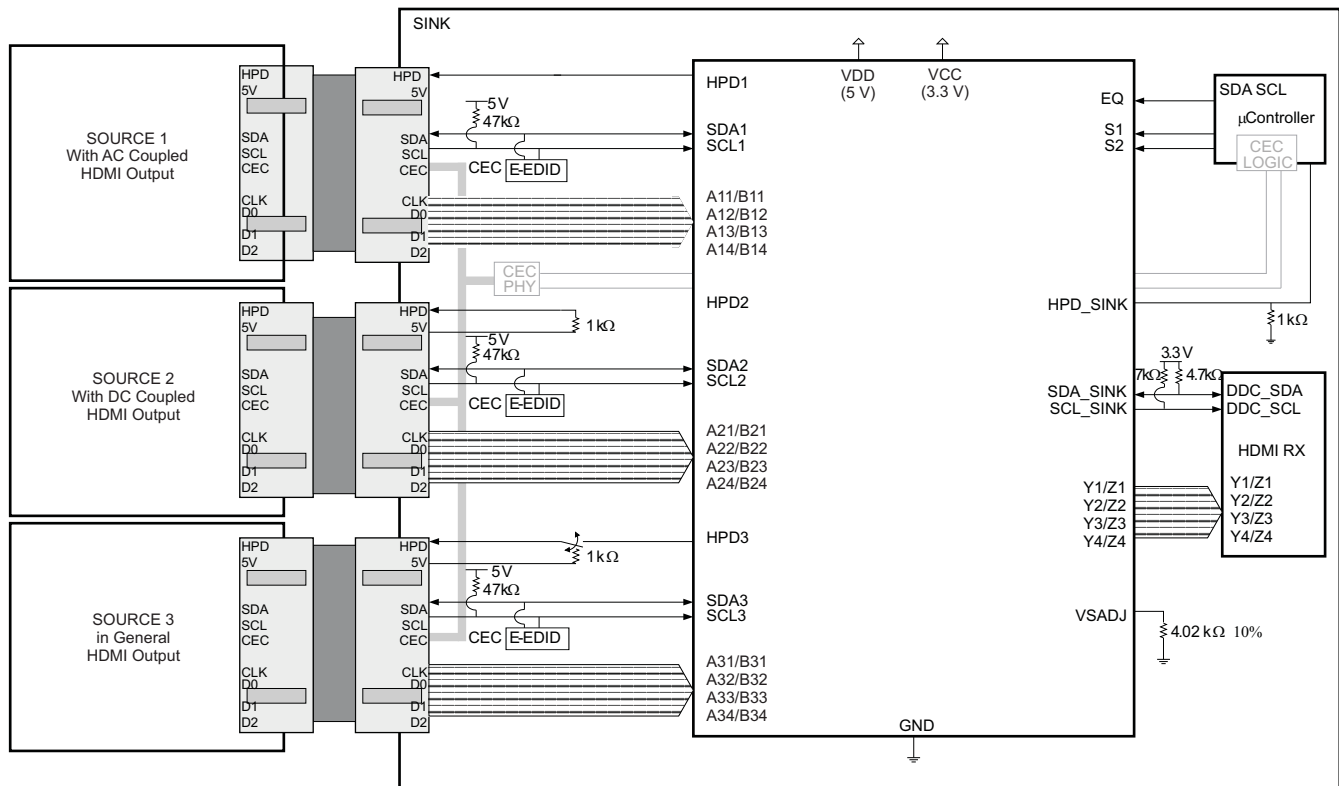 SINK
SOURCE 1
With AC Coupled
HDMI Output
HPD
5V
SDA
SCL
CEC
CLK
D0
D1
D2
HPD
5V
SDA
SCL
CEC
CLK
D0
D1
D2
5V
47kΩ
CEC
E-EDID
CEC
PHY
SOURCE 2
With DC Coupled
HDMI Output
HPD
5V
SDA
SCL
CEC
CLK
D0
D1
D2
HPD
5V
SDA
SCL
CEC
CLK
D0
D1
D2
1kΩ
5V
47kΩ
CEC
E-EDID
SOURCE 3
in General
HDMI Output
HPD
5V
SDA
SCL
CEC
CLK
D0
D1
D2
HPD
5V
SDA
SCL
CEC
CLK
D0
D1
D2
1kΩ
5V
47kΩ
CEC
E-EDID
HPD1
SDA1
SCL1
A11/B11
A12/B12
A13/B13
A14/B14
HPD2
SDA2
SCL2
A21/B21
A22/B22
A23/B23
A24/B24
HPD3
SDA3
SCL3
A31/B31
A32/B32
A33/B33
A34/B34
VDD
(5 V)
VCC
(3.3 V)
GND
EQ
S1
S2
HPD_SINK
SDA_SINK
SCL_SINK
Y1/Z1
Y2/Z2
Y3/Z3
Y4/Z4
VSADJ
SDA SCL
μController
CEC
LOGIC
1kΩ
3.3 V
7kΩ 4.7kΩ
DDC_SDA
DDC_SCL
HDMI RX
Y1/Z1
Y2/Z2
Y3/Z3
Y4/Z4
4.02 kΩ 10%